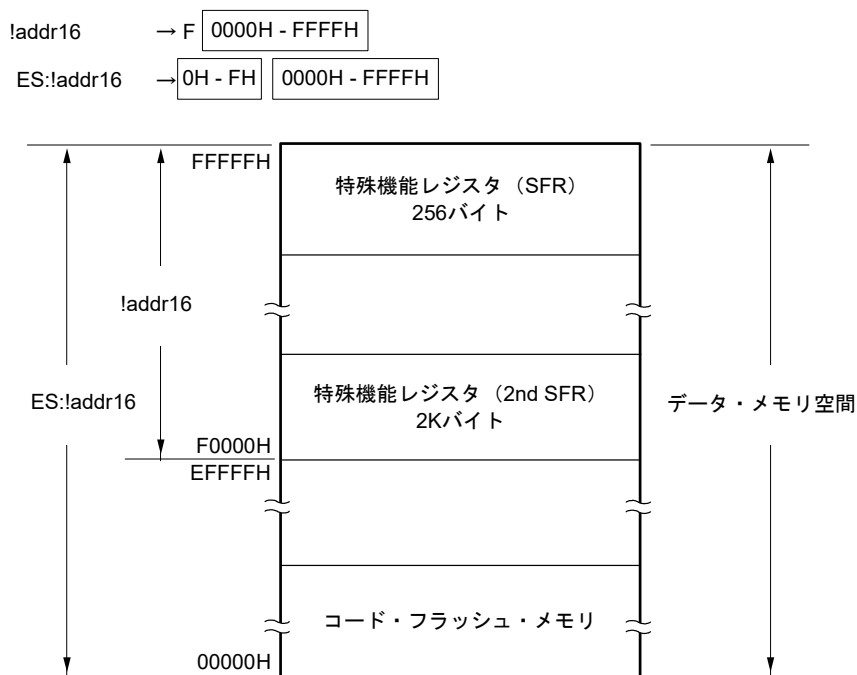 !addr16 → F 0000H - FFFFH
ES:!addr16 → 0H - FH 0000H - FFFFH
FFFFFH
特殊機能レジスタ（SFR）
256バイト
!addr16
ES:!addr16
特殊機能レジスタ（2nd SFR）
2Kバイト
データ・メモリ空間
F0000H
EFFFFH
コード・フラッシュ・メモリ
00000H